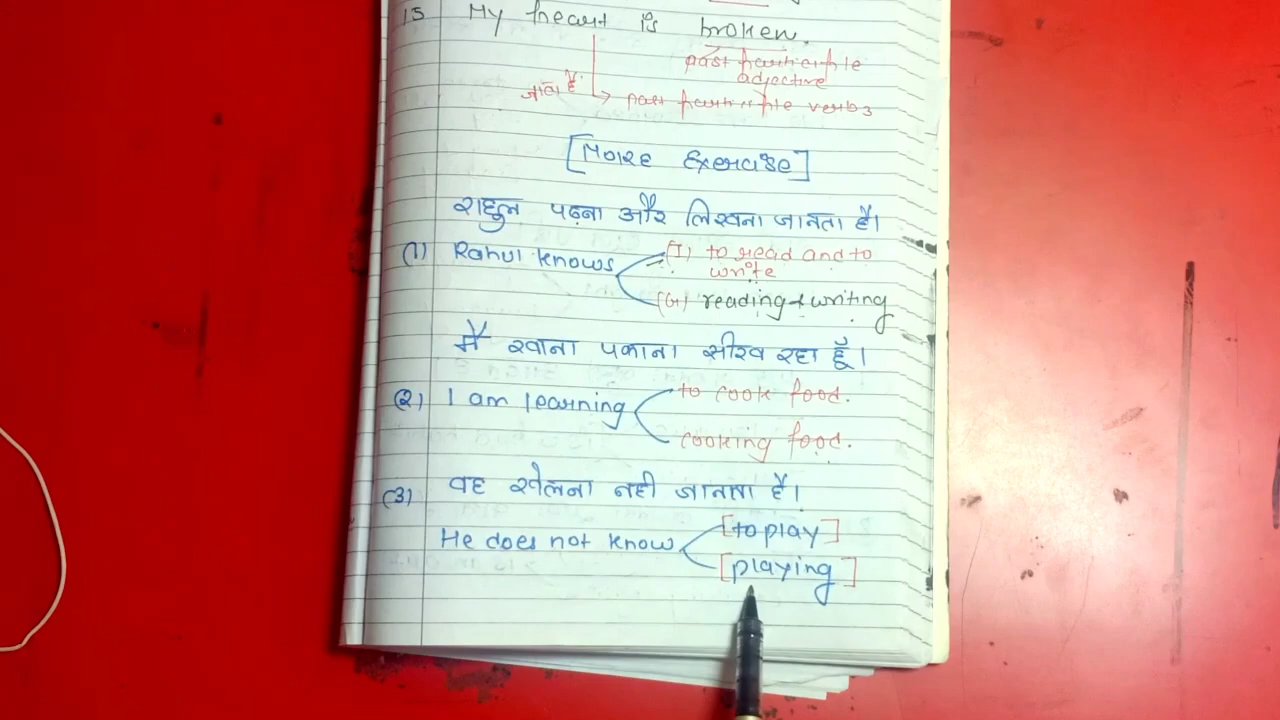 15 My heart is broken.
past participle
adjective
जाता है.
past participle verb3
[More Exercise]
राहुल पढ़ना और लिखना जानता है।
(1) Rahul knows (I) to read and to
write
(G) reading + writing
मैं खाना पकाना सीख रहा हूँ।
(2) I am learning to cook food.
cooking food.
(3) वह खेलना नही जानता है।
He does not know [to play]
[playing]